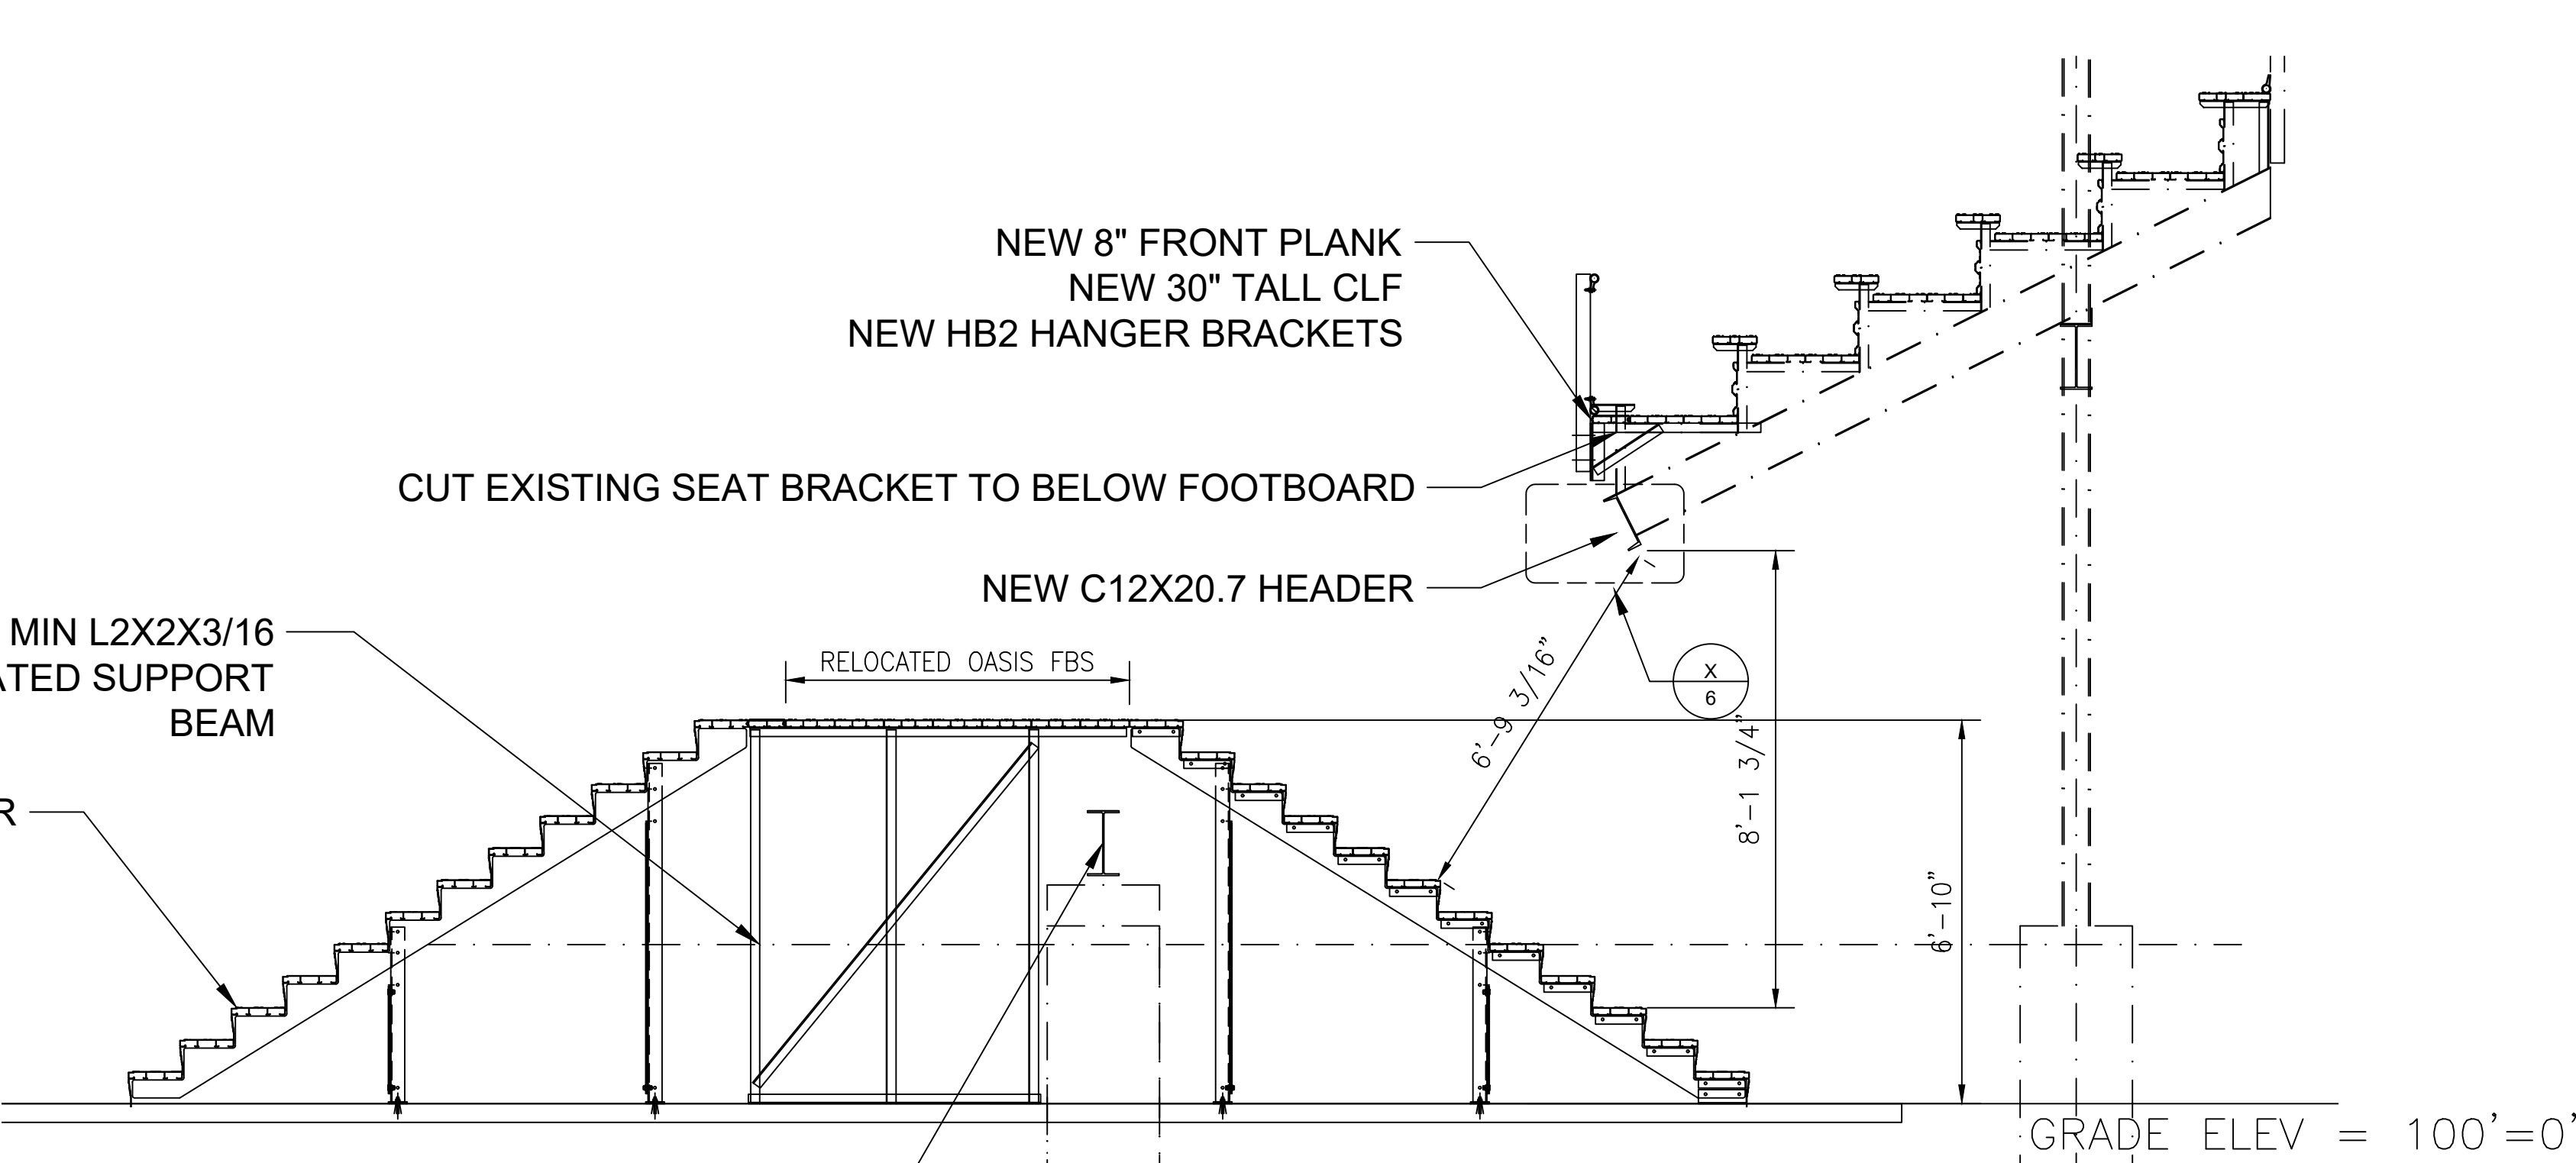 NEW 8" FRONT PLANK
NEW 30" TALL CLF
NEW HB2 HANGER BRACKETS
CUT EXISTING SEAT BRACKET TO BELOW FOOTBOARD
NEW C12X20.7 HEADER
MIN L2X2X3/16
ATED SUPPORT
BEAM
R
RELOCATED OASIS FBS
6'-9 3/16"
X
6
8'-1 3/4"
6'-10"
GRADE ELEV = 100'=0'